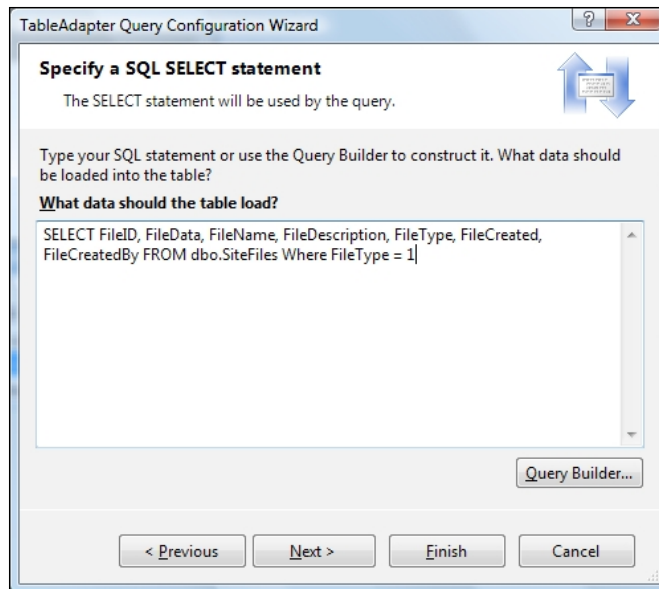 TableAdapter Query Configuration Wizard
?
Specify a SQL SELECT statement
The SELECT statement will be used by the query.
Type your SQL statement or use the Query Builder to construct it. What data should
be loaded into the table?
What data should the table load?
SELECT FileID, FileData, FileName, FileDescription, FileType, FileCreated,
FileCreatedBy FROM dbo.SiteFiles Where FileType = 1
Query Builder...
< Previous Next > Finish Cancel